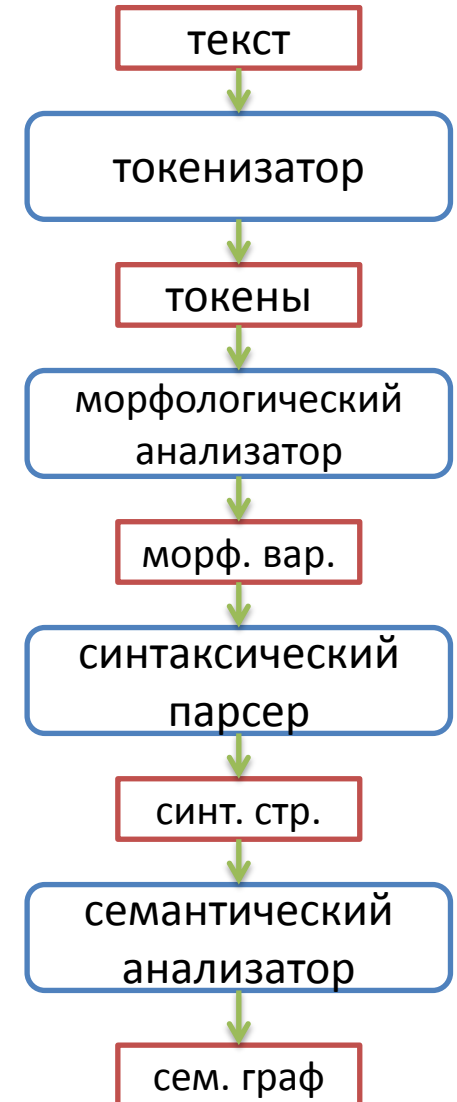 текст
токенизатор
токены
морфологический
анализатор
морф. вар.
синтаксический
парсер
синт. стр.
семантический
анализатор
сем. граф